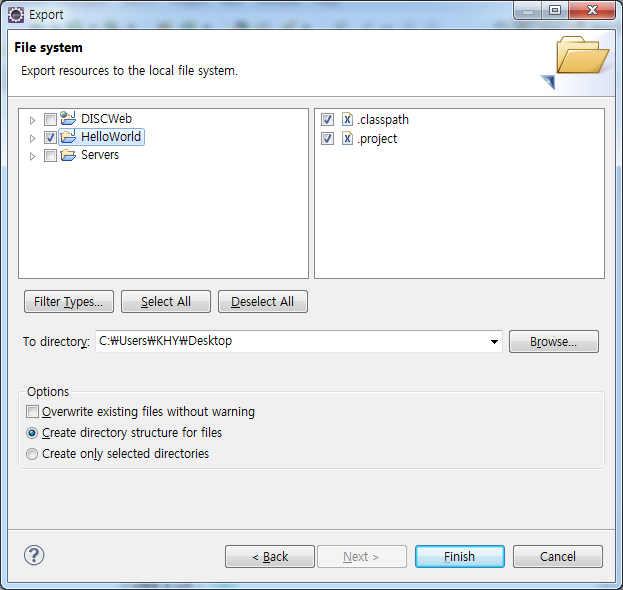 Export
File system
Export resources to the local file system.
DISCWeb
HelloWorld
Servers
.classpath
.project
Filter Types...
Select All
Deselect All
To directory:
C:₩Users₩KHY₩Desktop
Browse...
Options
Overwrite existing files without warning
Create directory structure for files
Create only selected directories
?
< Back
Next >
Finish
Cancel